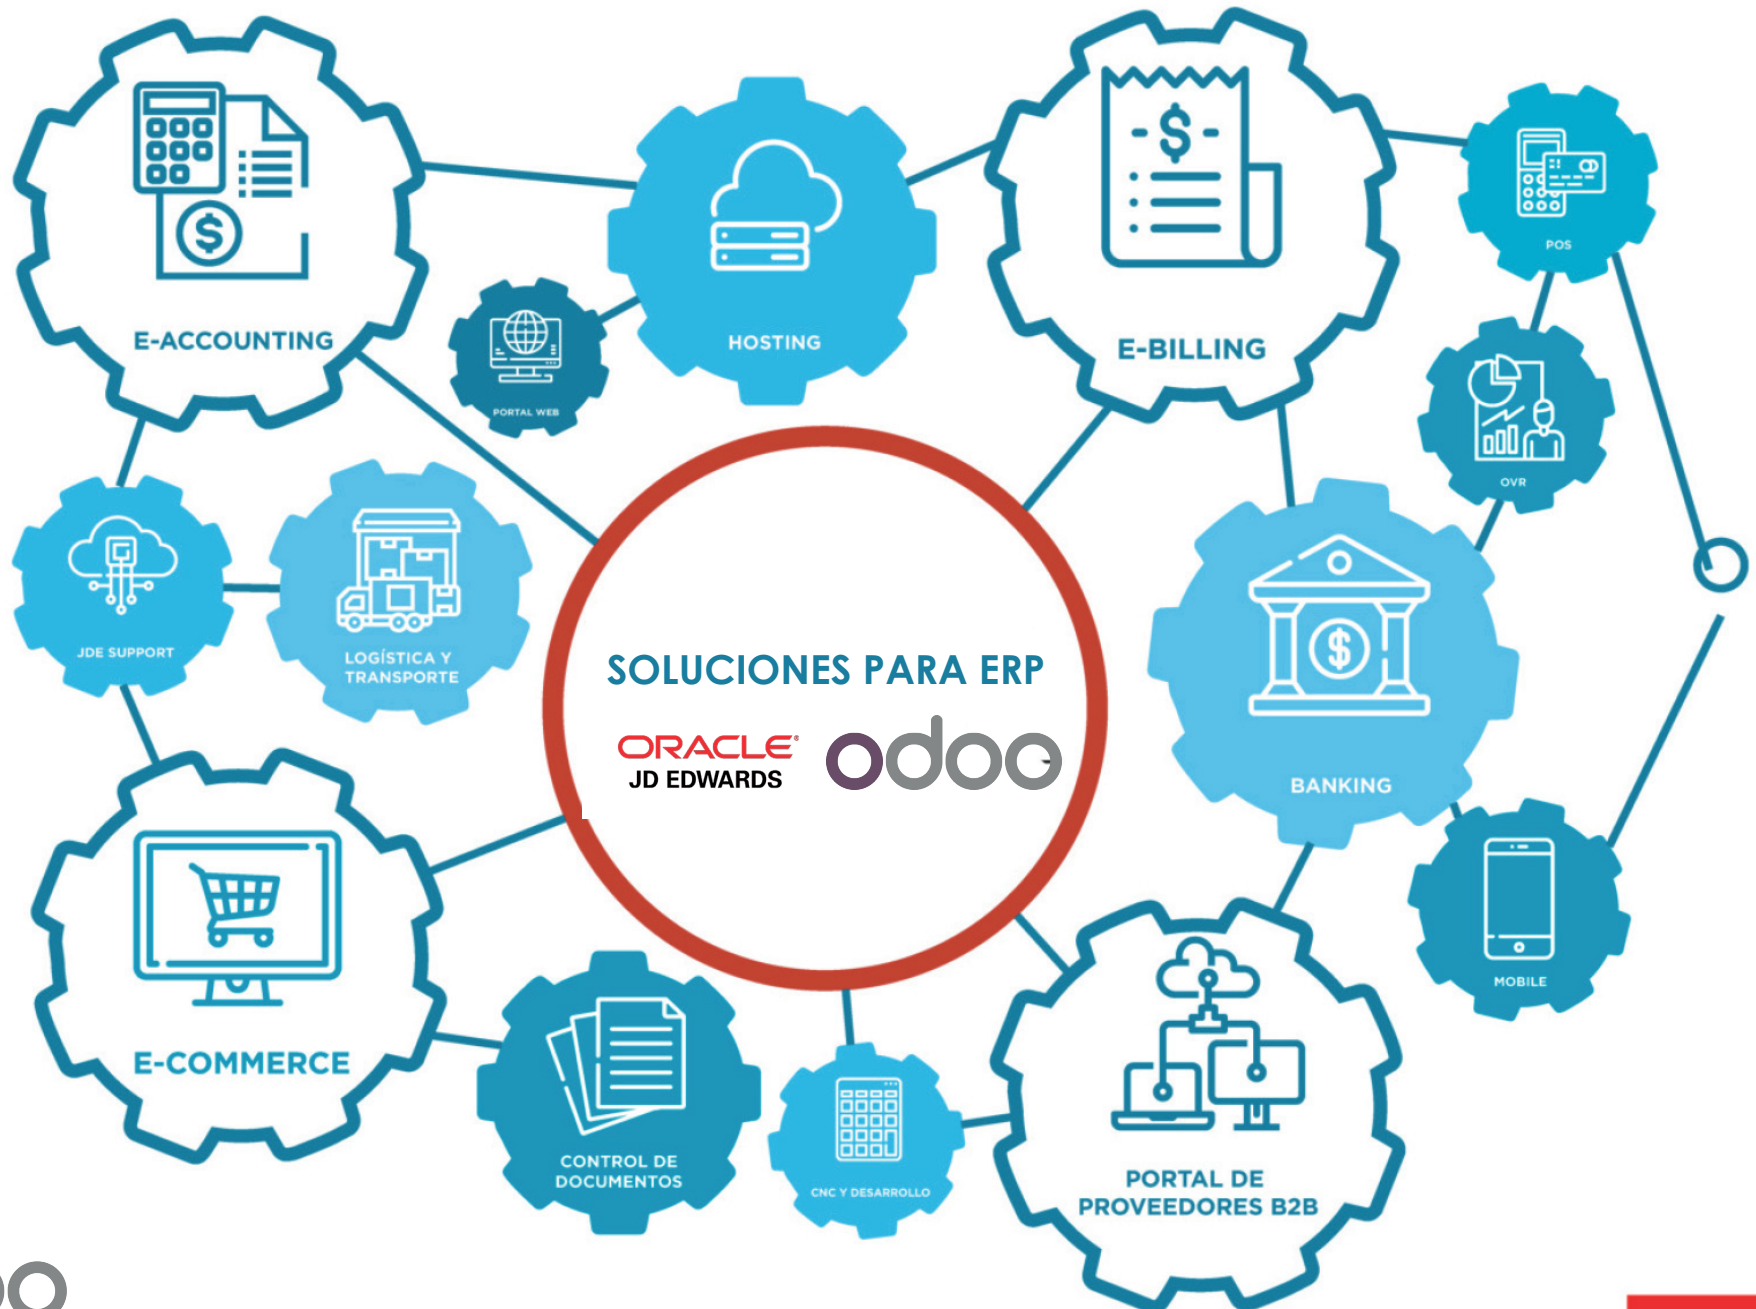 E-ACCOUNTING
HOSTING
E-BILLING
POS
PORTAL WEB
OVR
JDE SUPPORT
LOGÍSTICA Y
TRANSPORTE
SOLUCIONES PARA ERP
ORACLE®
JD EDWARDS
odoo
BANKING
MOBILE
E-COMMERCE
CONTROL DE
DOCUMENTOS
CNC Y DESARROLLO
PORTAL DE
PROVEEDORES B2B